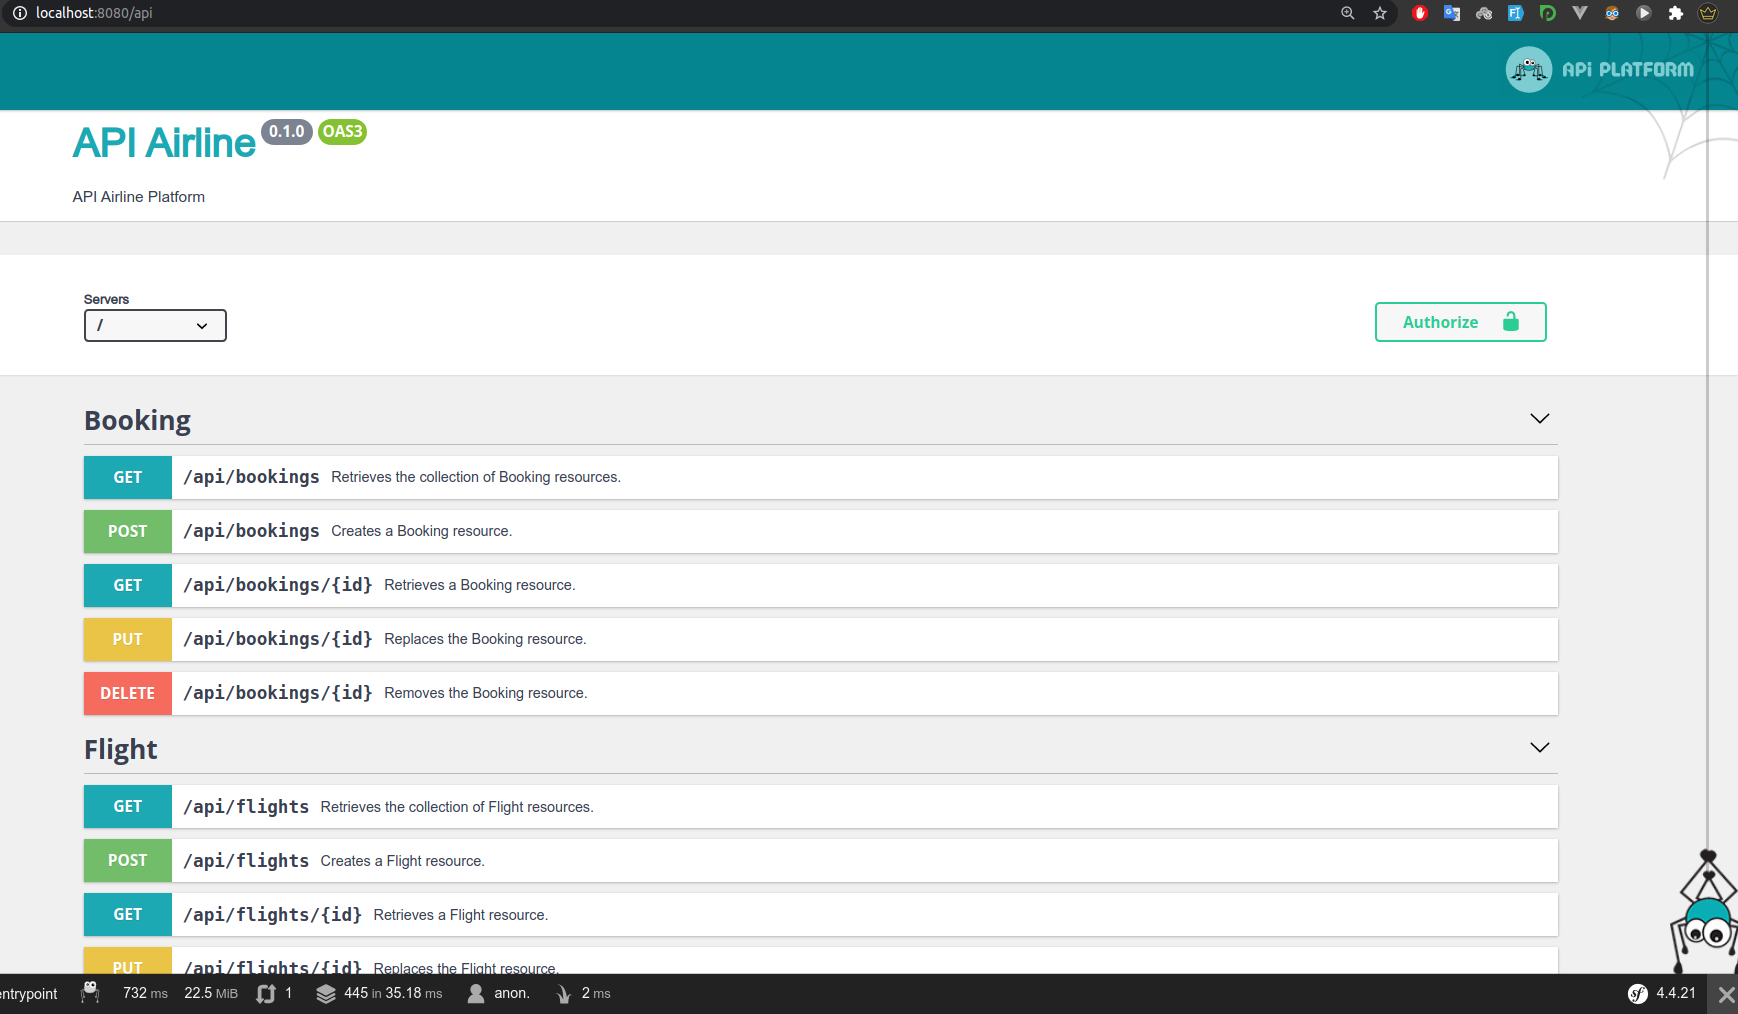 localhost:8080/api
API PLATFORM
API Airline 0.1.0 OAS3
API Airline Platform
Servers
/
Authorize
Booking
GET /api/bookings Retrieves the collection of Booking resources.
POST /api/bookings Creates a Booking resource.
GET /api/bookings/{id} Retrieves a Booking resource.
PUT /api/bookings/{id} Replaces the Booking resource.
DELETE /api/bookings/{id} Removes the Booking resource.
Flight
GET /api/flights Retrieves the collection of Flight resources.
POST /api/flights Creates a Flight resource.
GET /api/flights/{id} Retrieves a Flight resource.
PUT /api/flights/{id} Replaces the Flight resource.
entrypoint 732 ms 22.5 MiB 1 445 in 35.18 ms anon. 2 ms sf 4.4.21